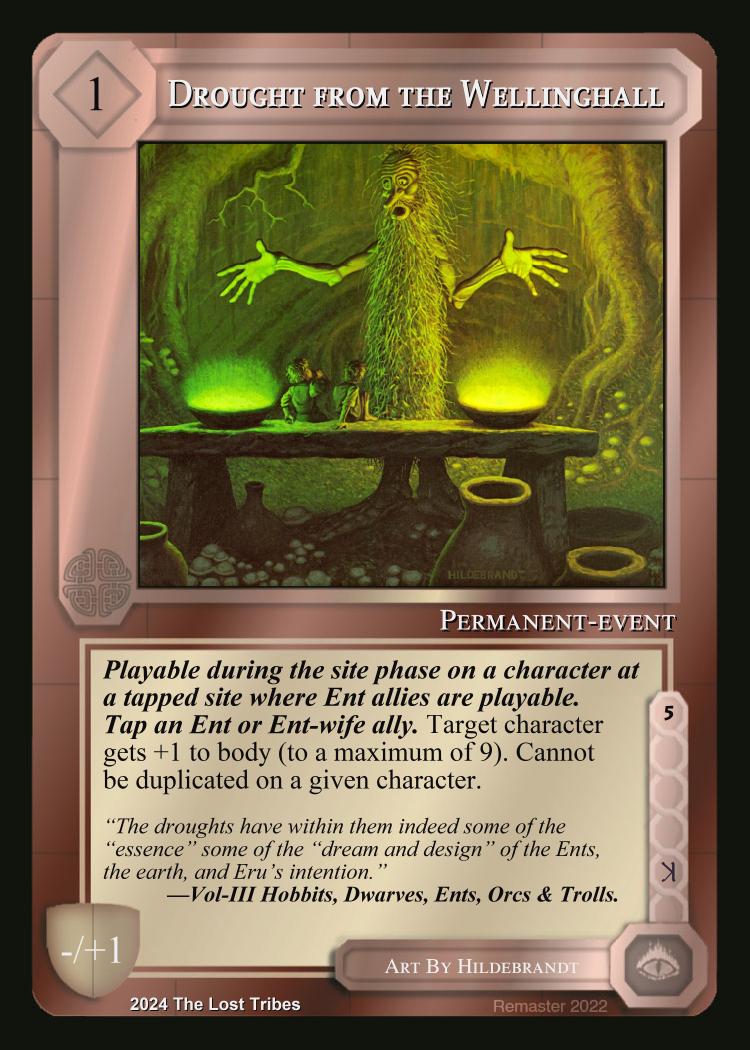 1
Drought from the Wellinghall
HILDEBRANDT
Permanent-event
Playable during the site phase on a character at
a tapped site where Ent allies are playable.
Tap an Ent or Ent-wife ally. Target character
gets +1 to body (to a maximum of 9). Cannot
be duplicated on a given character.
5
“The droughts have within them indeed some of the
“essence” some of the “dream and design” of the Ents,
the earth, and Eru’s intention.”
—Vol-III Hobbits, Dwarves, Ents, Orcs & Trolls.
-/+1
Art By Hildebrandt
2024 The Lost Tribes
Remaster 2022